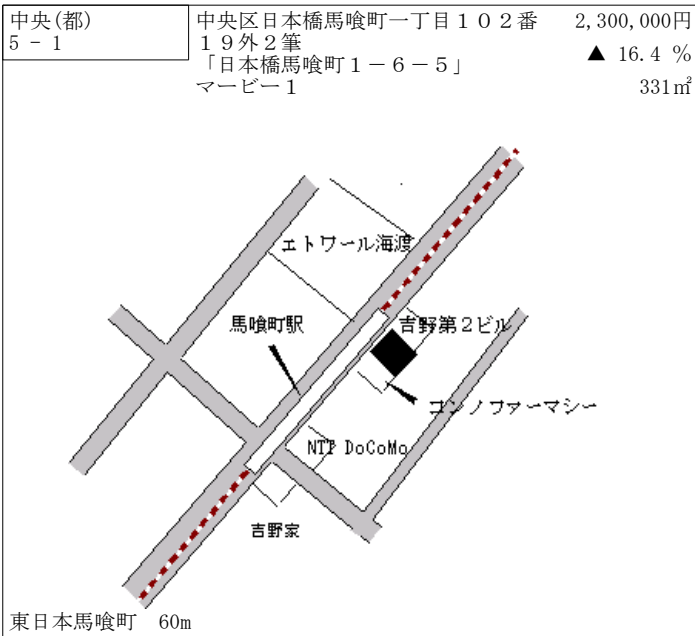 中央(都)
5 - 1
中央区日本橋馬喰町一丁目１０２番
１９外２筆
「日本橋馬喰町１－６－５」
マービー１
2,300,000円
▲ 16.4 %
331㎡
エトワール海渡
馬喰町駅
吉野第２ビル
コンノファーマシー
NTT DoCoMo
吉野家
東日本馬喰町 60m